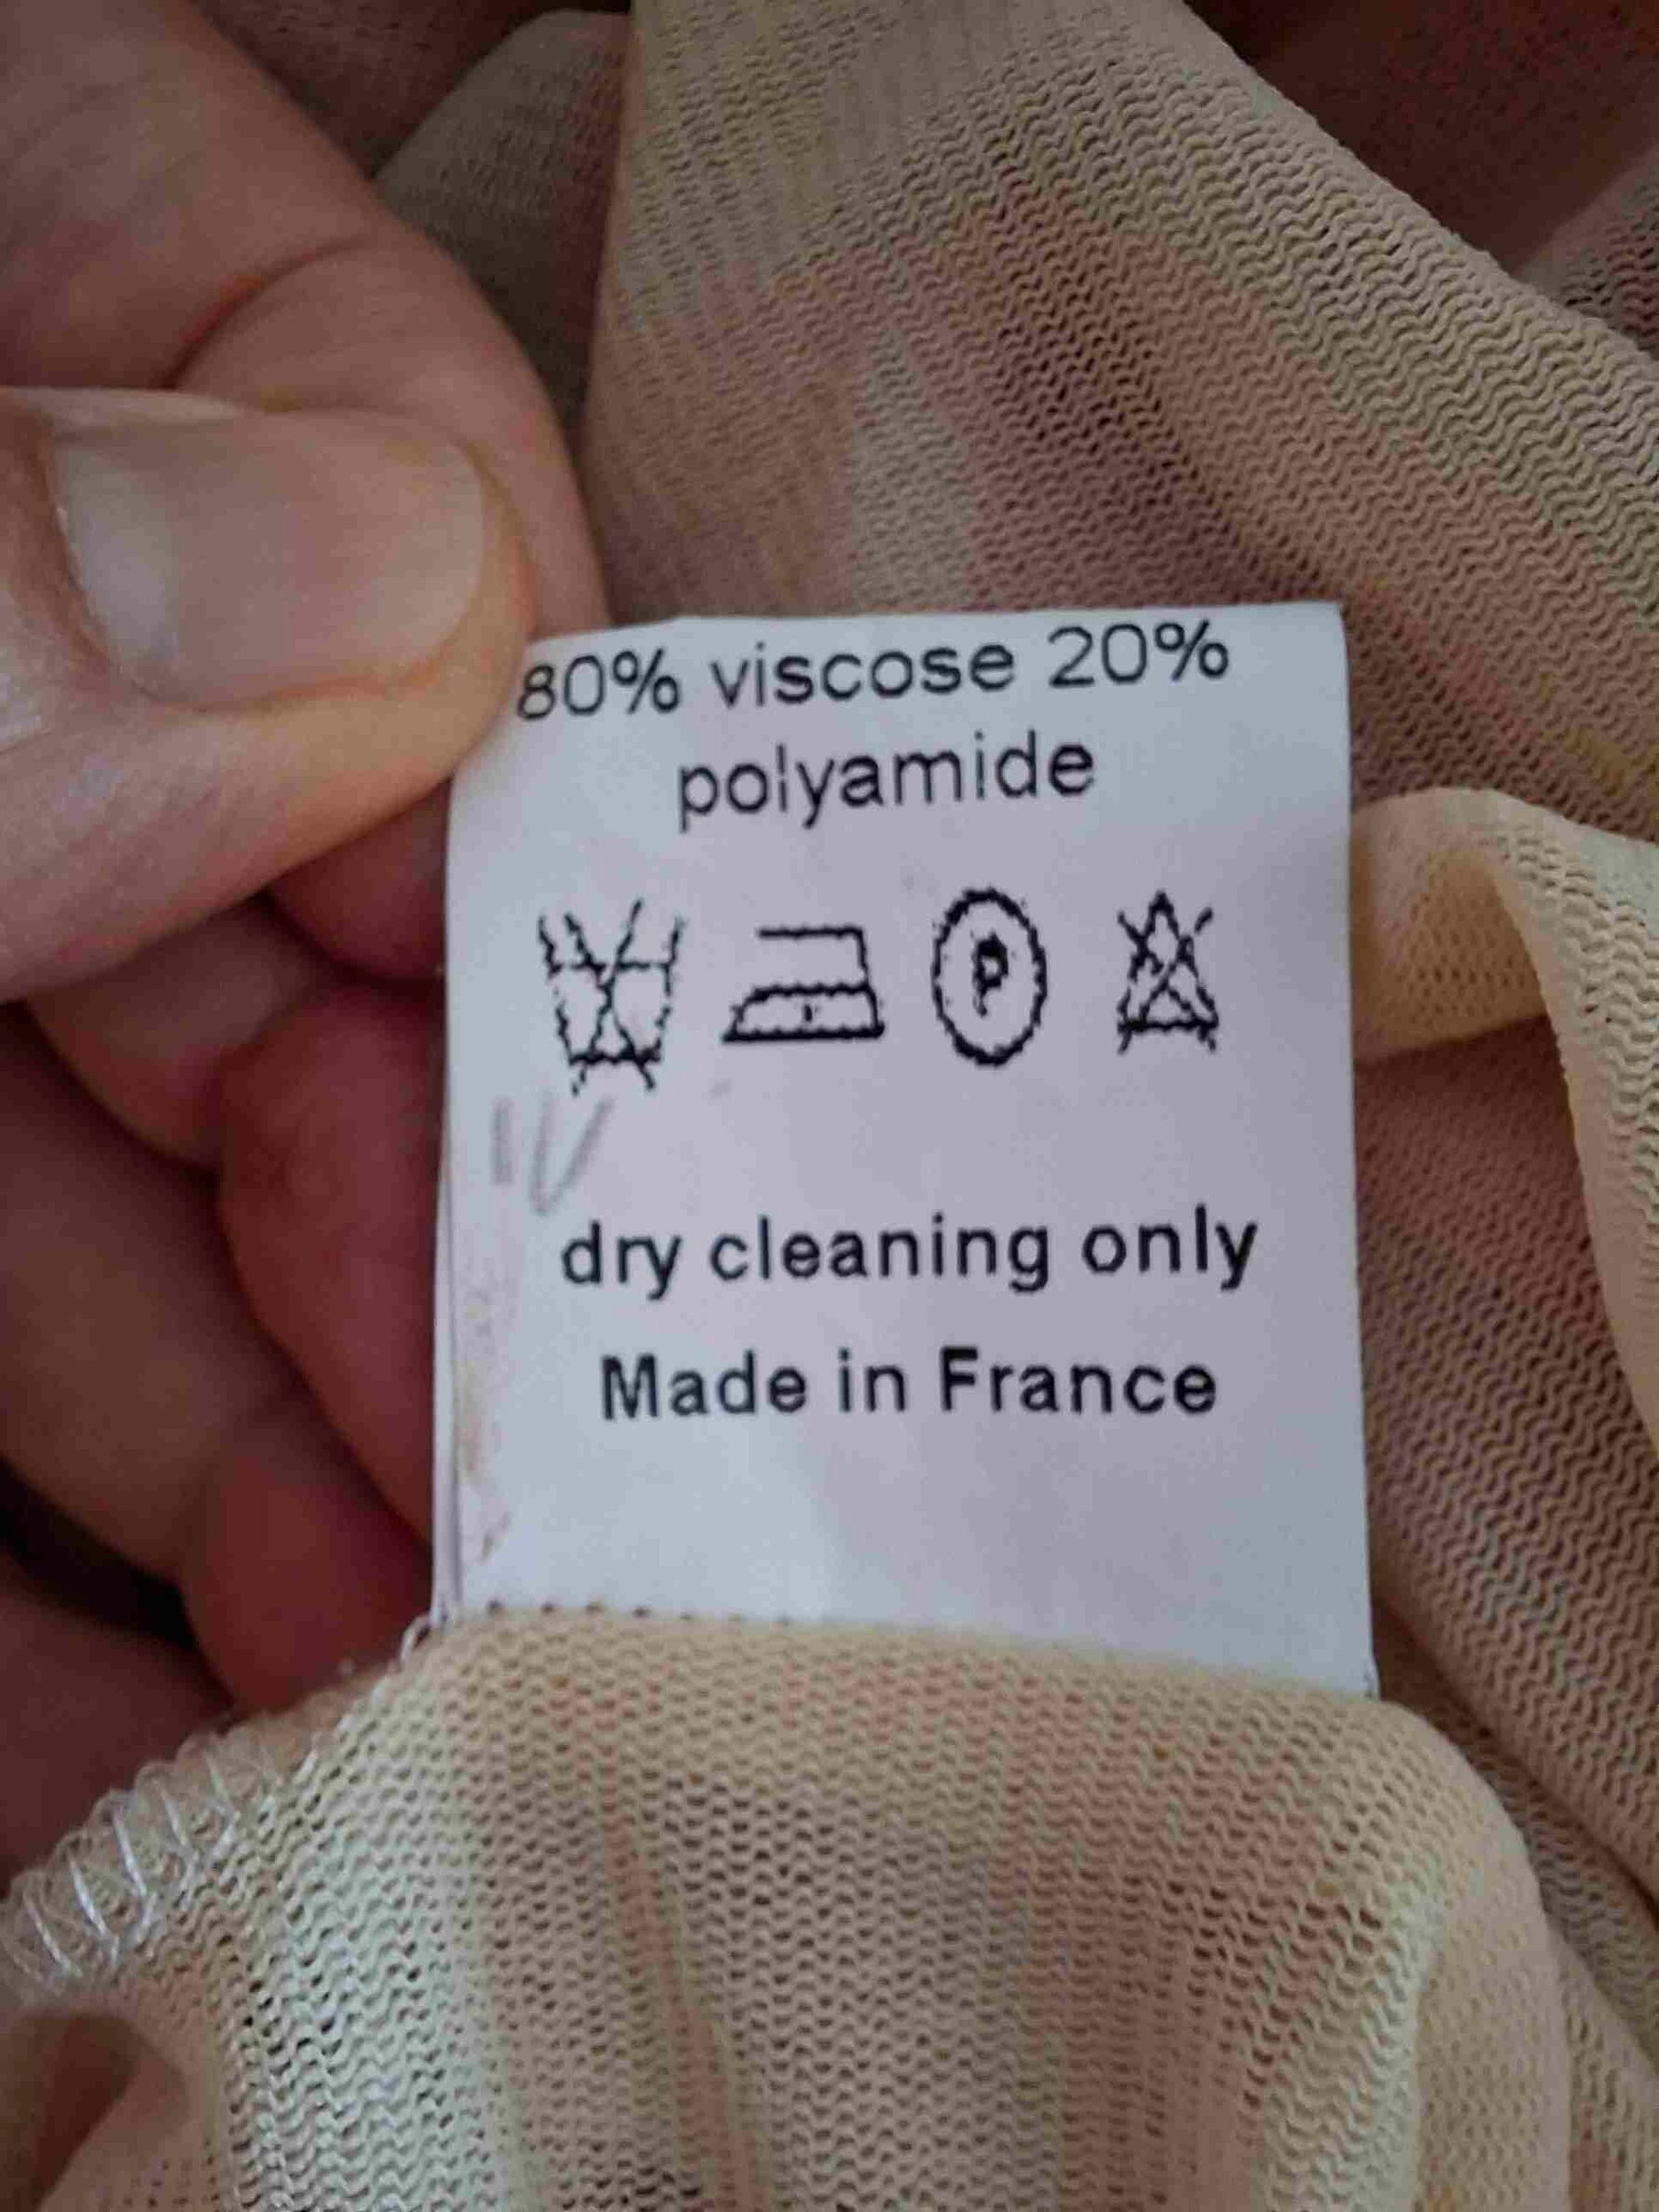 80% viscose 20%
polyamide
P
dry cleaning only
Made in France